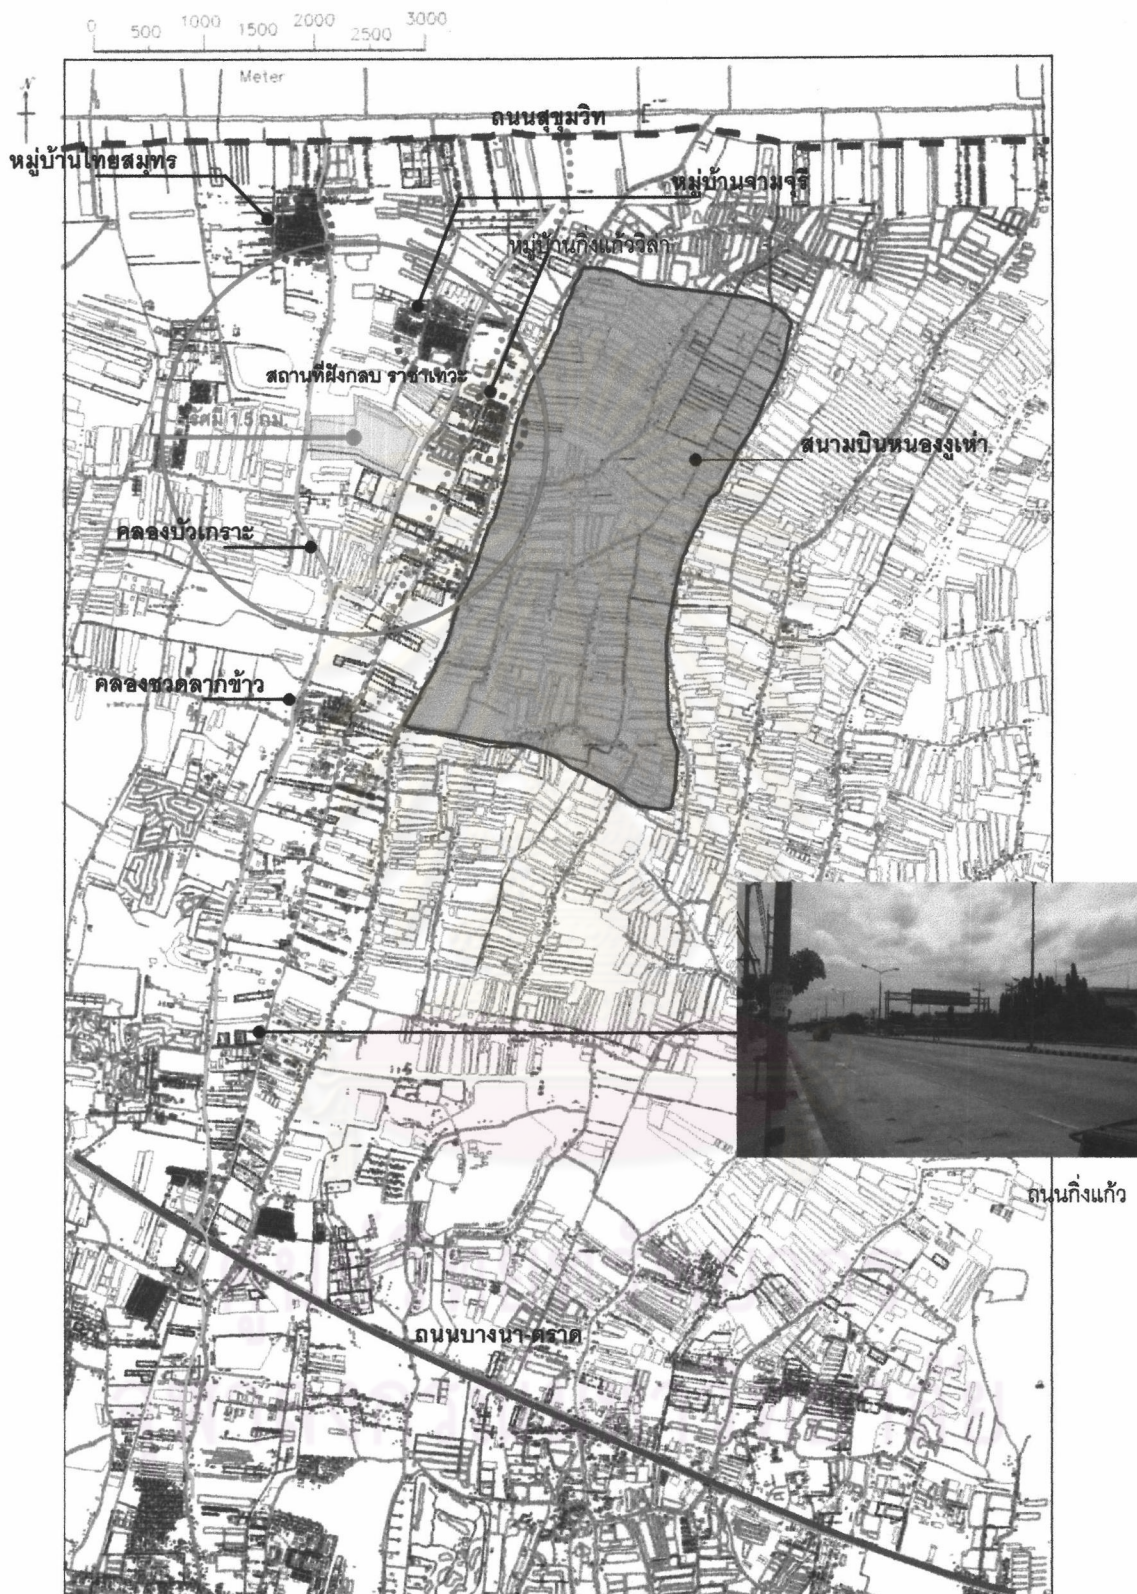 0 500 1000 1500 2000 2500 3000
Meter
N
ถนนสุขุมวิท
หมู่บ้านไทยสมุทร
หมู่บ้านจามจุรี
หมู่บ้านกิ่งแก้ววิลา
สถานที่ฝังกลบ ราชาเทวะ
รัศมี 1.5 กม.
สนามบินหนองงูเห่า
คลองบัวเกราะ
คลองชวดลากข้าว
ถนนกิ่งแก้ว
ถนนบางนา-ตราด